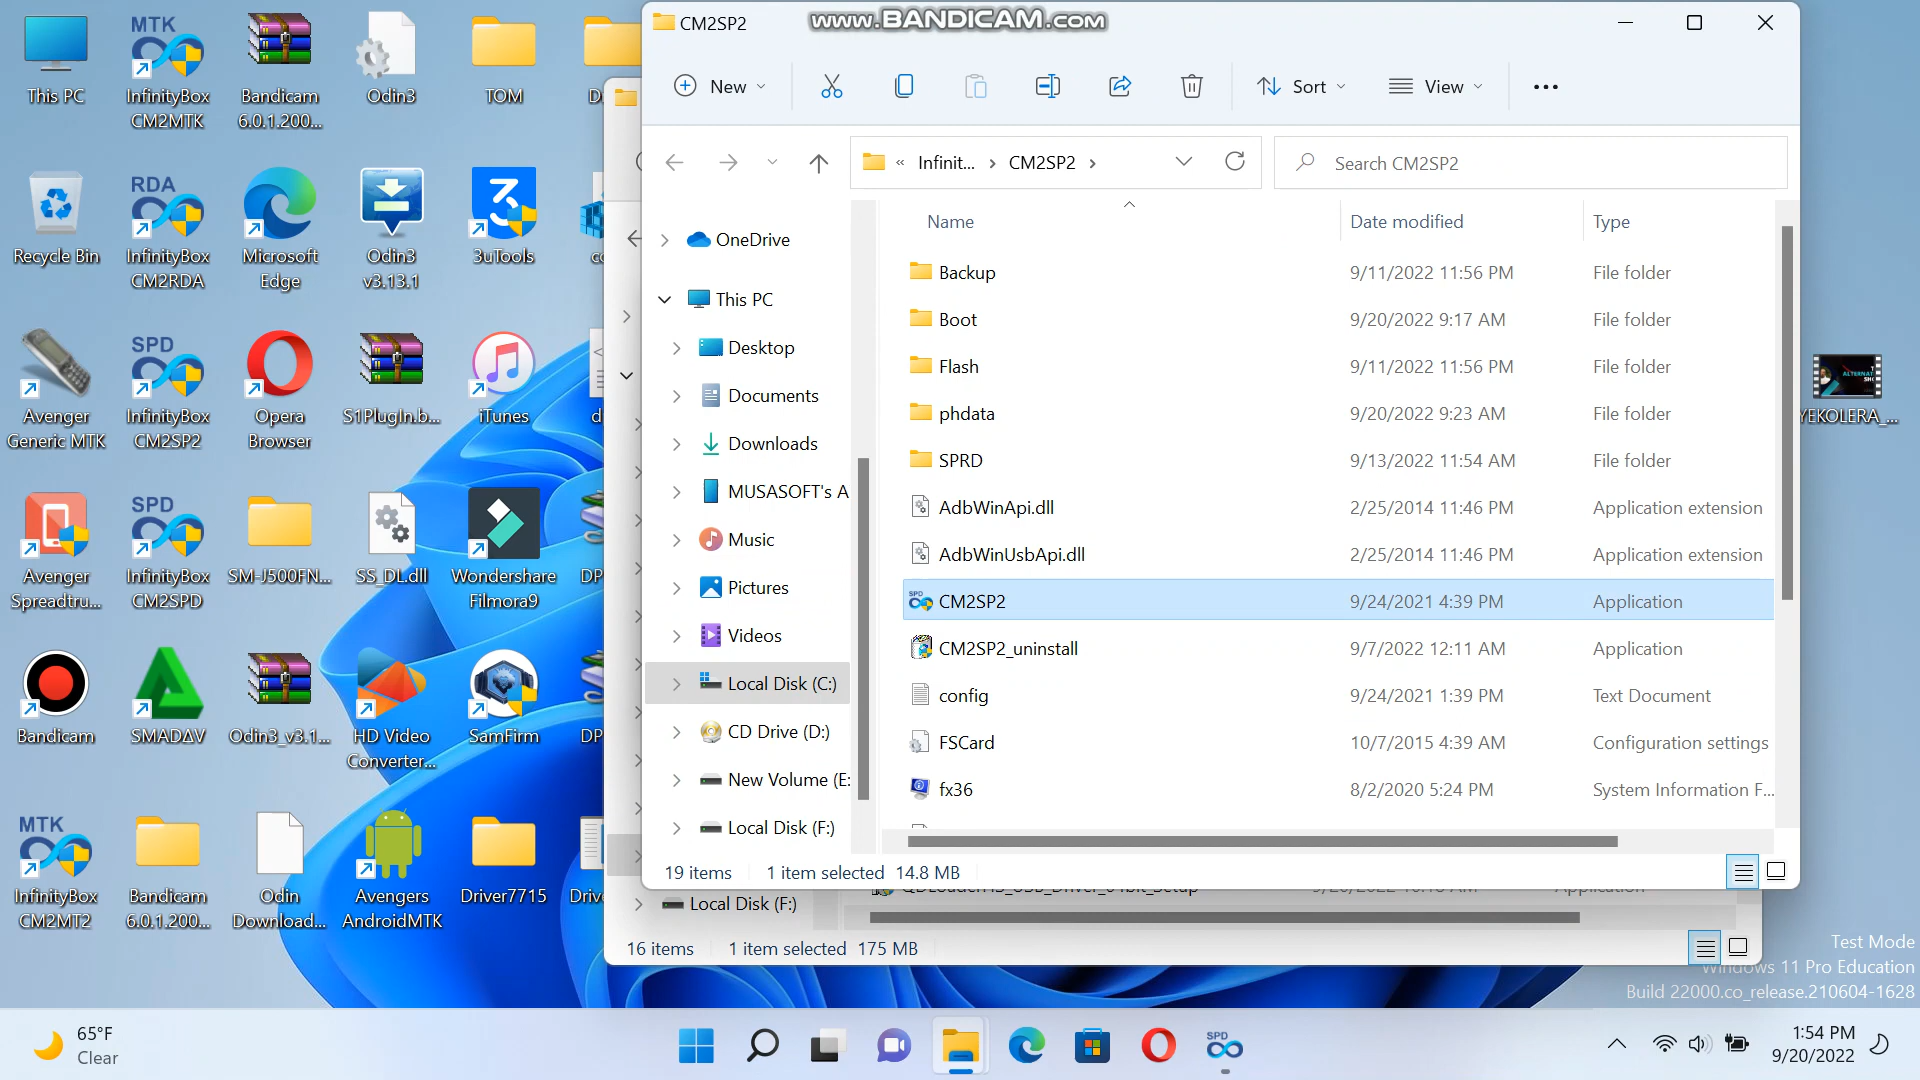 www.BANDICAM.com
CM2SP2
New
Sort
View
Infinit...
CM2SP2
Search CM2SP2
Name
Date modified
Type
OneDrive
This PC
Desktop
Documents
Downloads
MUSASOFT's A
Music
Pictures
Videos
Local Disk (C:)
CD Drive (D:)
New Volume (E:
Local Disk (F:)
Backup 9/11/2022 11:56 PM File folder
Boot 9/20/2022 9:17 AM File folder
Flash 9/11/2022 11:56 PM File folder
phdata 9/20/2022 9:23 AM File folder
SPRD 9/13/2022 11:54 AM File folder
AdbWinApi.dll 2/25/2014 11:46 PM Application extension
AdbWinUsbApi.dll 2/25/2014 11:46 PM Application extension
CM2SP2 9/24/2021 4:39 PM Application
CM2SP2_uninstall 9/7/2022 12:11 AM Application
config 9/24/2021 1:39 PM Text Document
FSCard 10/7/2015 4:39 AM Configuration settings
fx36 8/2/2020 5:24 PM System Information F...
19 items 1 item selected 14.8 MB
Local Disk (F:)
16 items 1 item selected 175 MB
This PC
MTK
InfinityBox
CM2MTK
Bandicam
6.0.1.200...
Odin3
TOM
Recycle Bin
RDA
InfinityBox
CM2RDA
Microsoft
Edge
Odin3
v3.13.1
3uTools
Avenger
Generic MTK
SPD
InfinityBox
CM2SP2
Opera
Browser
S1PlugIn.b...
iTunes
Avenger
Spreadtru...
SPD
InfinityBox
CM2SPD
SM-J500FN...
SS_DL.dll
Wondershare
Filmora9
DP
Bandicam
SMADΔV
Odin3_v3.1...
HD Video
Converter...
SamFirm
DP
MTK
InfinityBox
CM2MT2
Bandicam
6.0.1.200...
Odin
Download...
Avengers
AndroidMTK
Driver7715
Drive
YEKOLERA_...
Test Mode
Windows 11 Pro Education
Build 22000.co_release.210604-1628
65°F
Clear
SPD
1:54 PM
9/20/2022